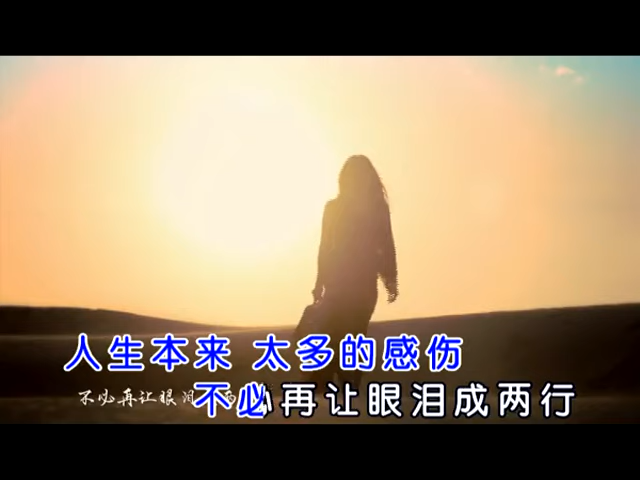 人生本来 太多的感伤
不必再让眼泪成两行
不必再让眼泪